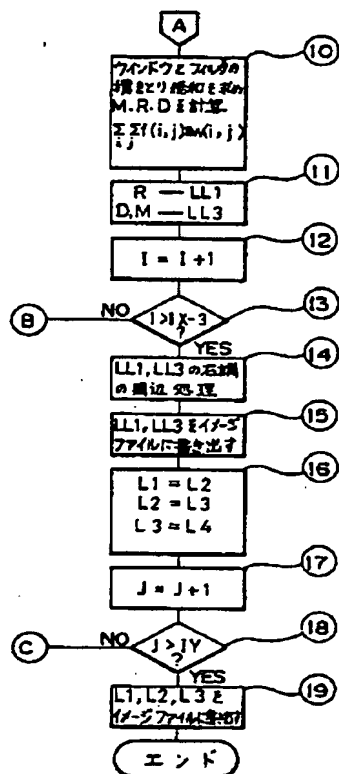 A
10
ウインドウとフィルタの
積をとり総和を求め
M.R.Dを計算
ΣΣf(i,j)※w(i,j)
i j
11
R — LL1
D,M — LL3
12
I = I+1
13
B
NO
I>IX-3
?
YES
14
LL1,LL3の右端
の周辺処理
15
LL1,LL3をイメージ
ファイルに書き出す
16
L1 = L2
L2 = L3
L3 = L4
17
J = J+1
18
C
NO
J > IY
?
YES
19
L1,L2,L3を
イメージファイルに書き出す
エンド